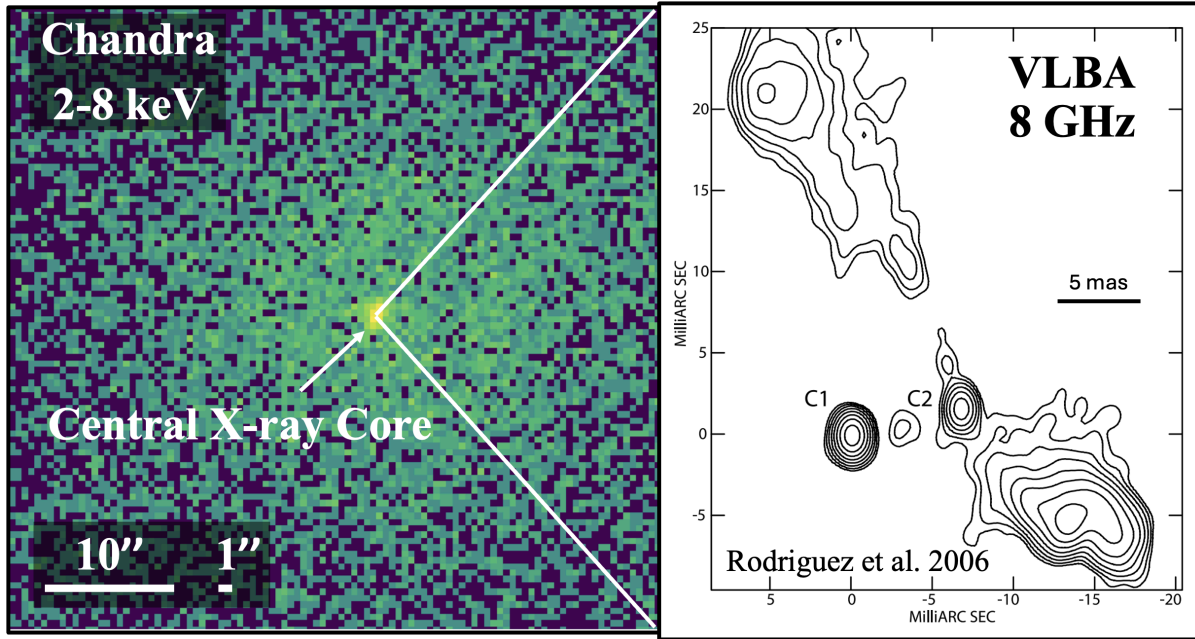 Chandra
2-8 keV
Central X-ray Core
10” 1”
VLBA
8 GHz
25
20
15
10
5
0
-5
MilliARC SEC
5 mas
C1
C2
Rodriguez et al. 2006
5 0 -5 -10 -15 -20
MilliARC SEC